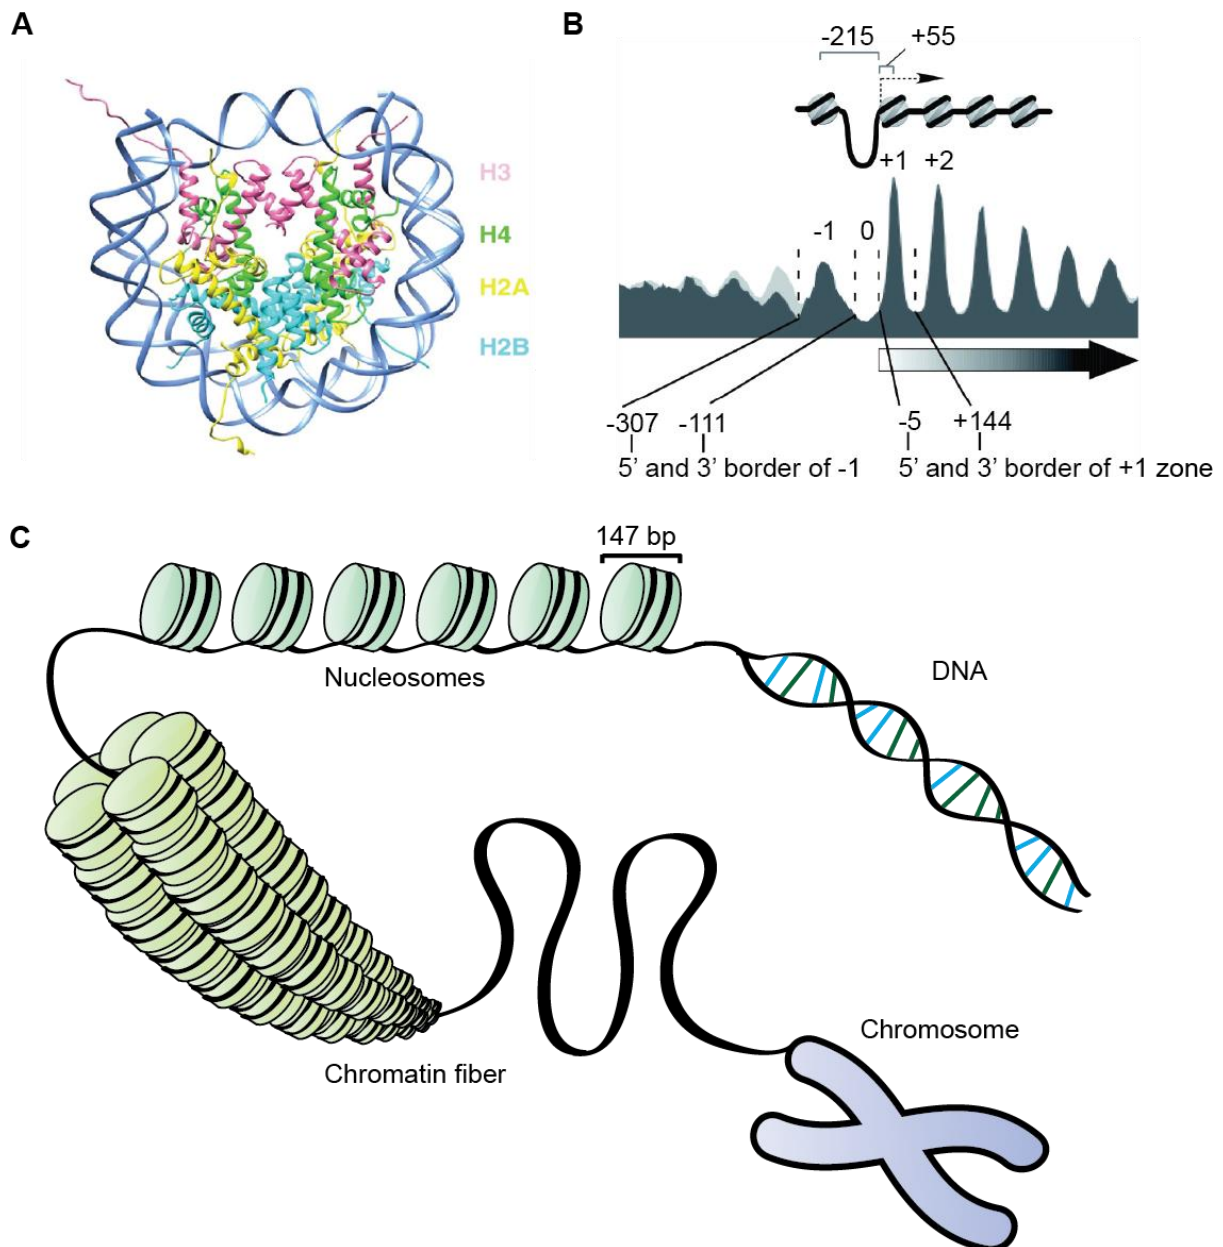 A
H3
H4
H2A
H2B
B
-215 +55
+1 +2
-1 0
-307 -111 -5 +144
5’ and 3’ border of -1 5’ and 3’ border of +1 zone
C
147 bp
Nucleosomes
DNA
Chromatin fiber
Chromosome